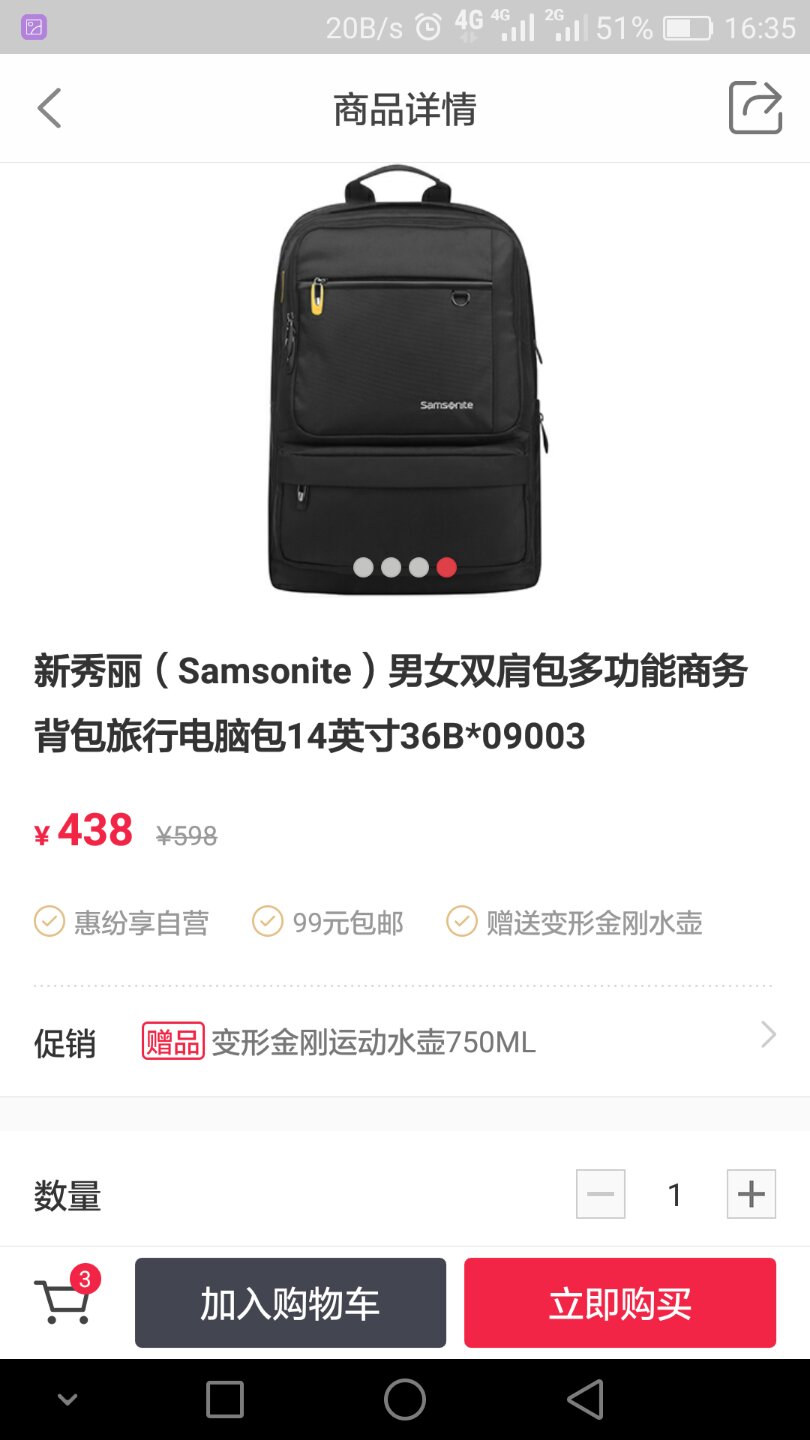 20B/s 4G 4G 2G 51% 16:35
商品详情
Samsonite
新秀丽（Samsonite）男女双肩包多功能商务
背包旅行电脑包14英寸36B*09003
¥438 ¥598
惠纷享自营 99元包邮 赠送变形金刚水壶
促销 赠品 变形金刚运动水壶750ML
数量 1
3
加入购物车 立即购买